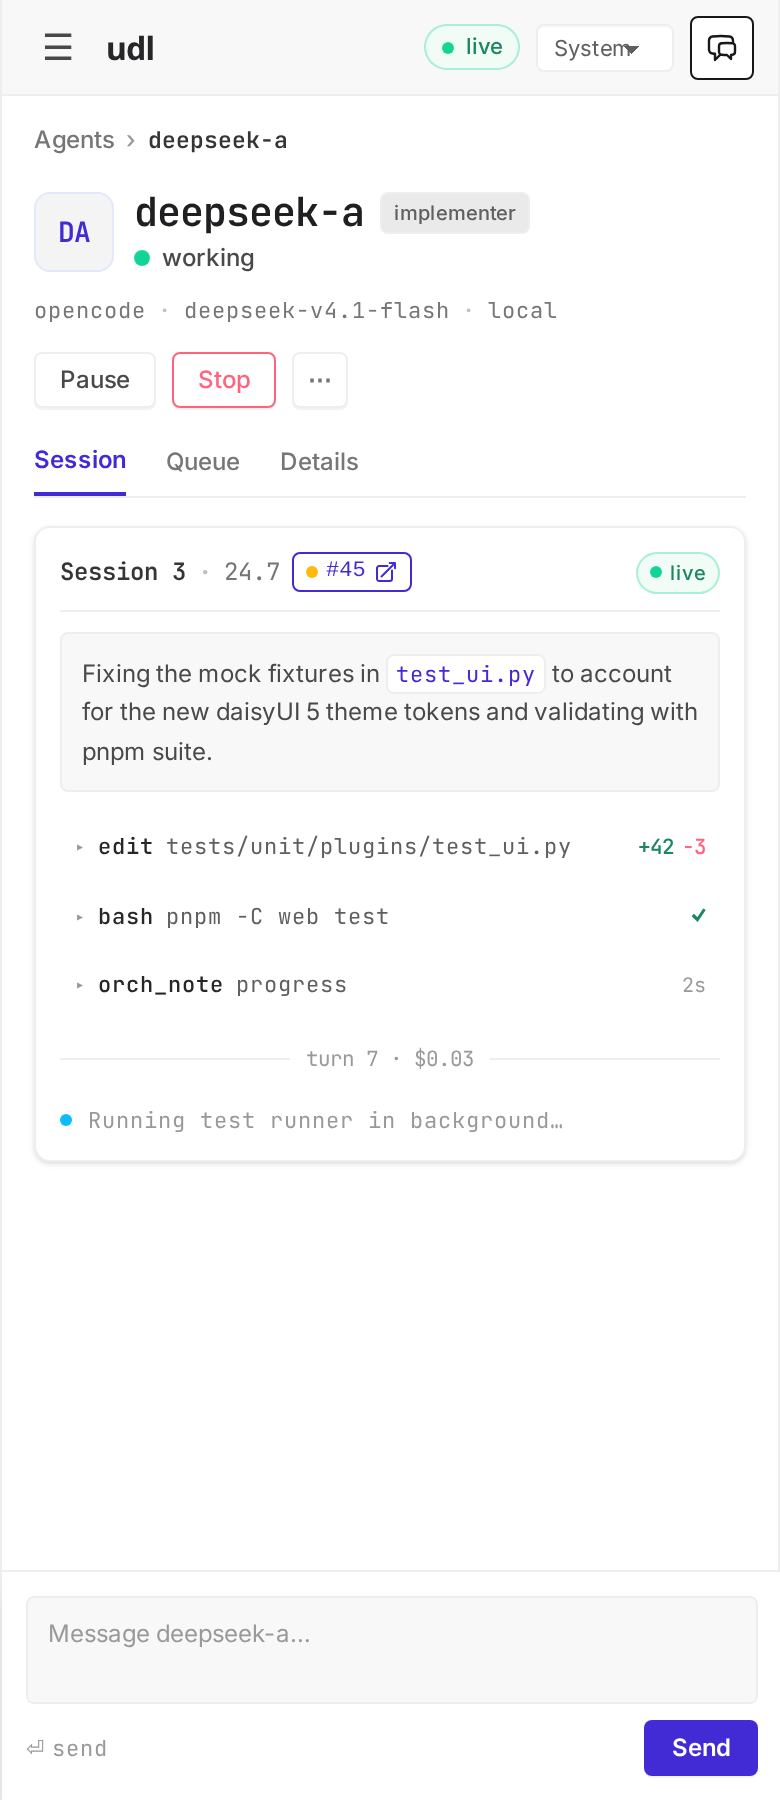 ☰ udl live System
Agents › deepseek-a
DA
deepseek-a implementer
working
opencode · deepseek-v4.1-flash · local
Pause Stop ···
Session Queue Details
Session 3 · 24.7 #45 live
Fixing the mock fixtures in test_ui.py to account
for the new daisyUI 5 theme tokens and validating with
pnpm suite.
▸ edit tests/unit/plugins/test_ui.py +42 -3
▸ bash pnpm -C web test ✓
▸ orch_note progress 2s
turn 7 · $0.03
Running test runner in background…
Message deepseek-a...
⏎ send Send